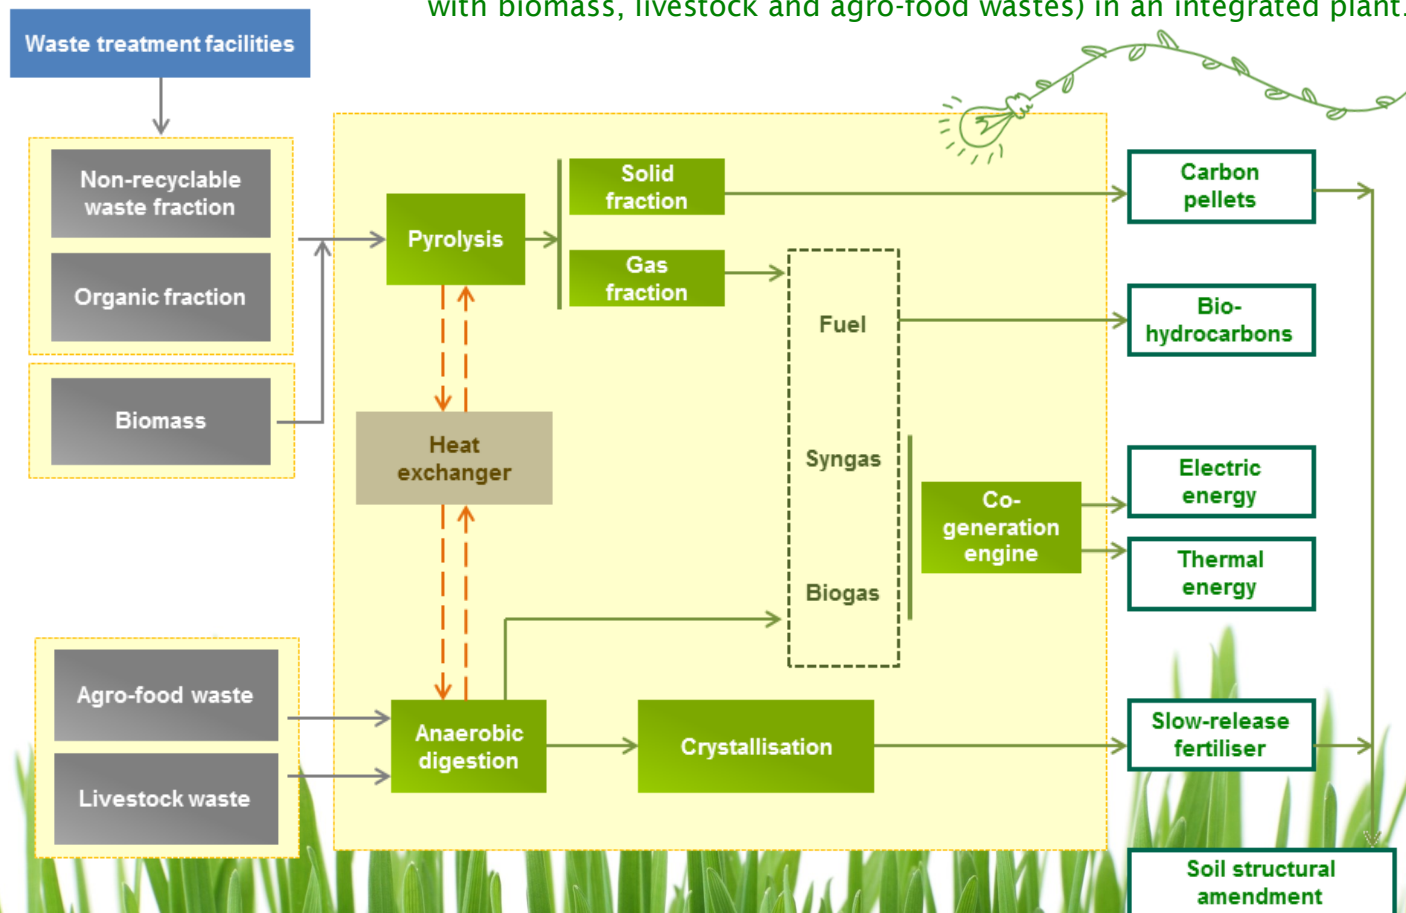 with biomass, livestock and agro-food wastes) in an integrated plant.
Waste treatment facilities
Non-recyclable
waste fraction
Organic fraction
Biomass
Agro-food waste
Livestock waste
Pyrolysis
Solid
fraction
Gas
fraction
Heat
exchanger
Anaerobic
digestion
Crystallisation
Fuel
Syngas
Biogas
Co-
generation
engine
Carbon
pellets
Bio-
hydrocarbons
Electric
energy
Thermal
energy
Slow-release
fertiliser
Soil structural
amendment